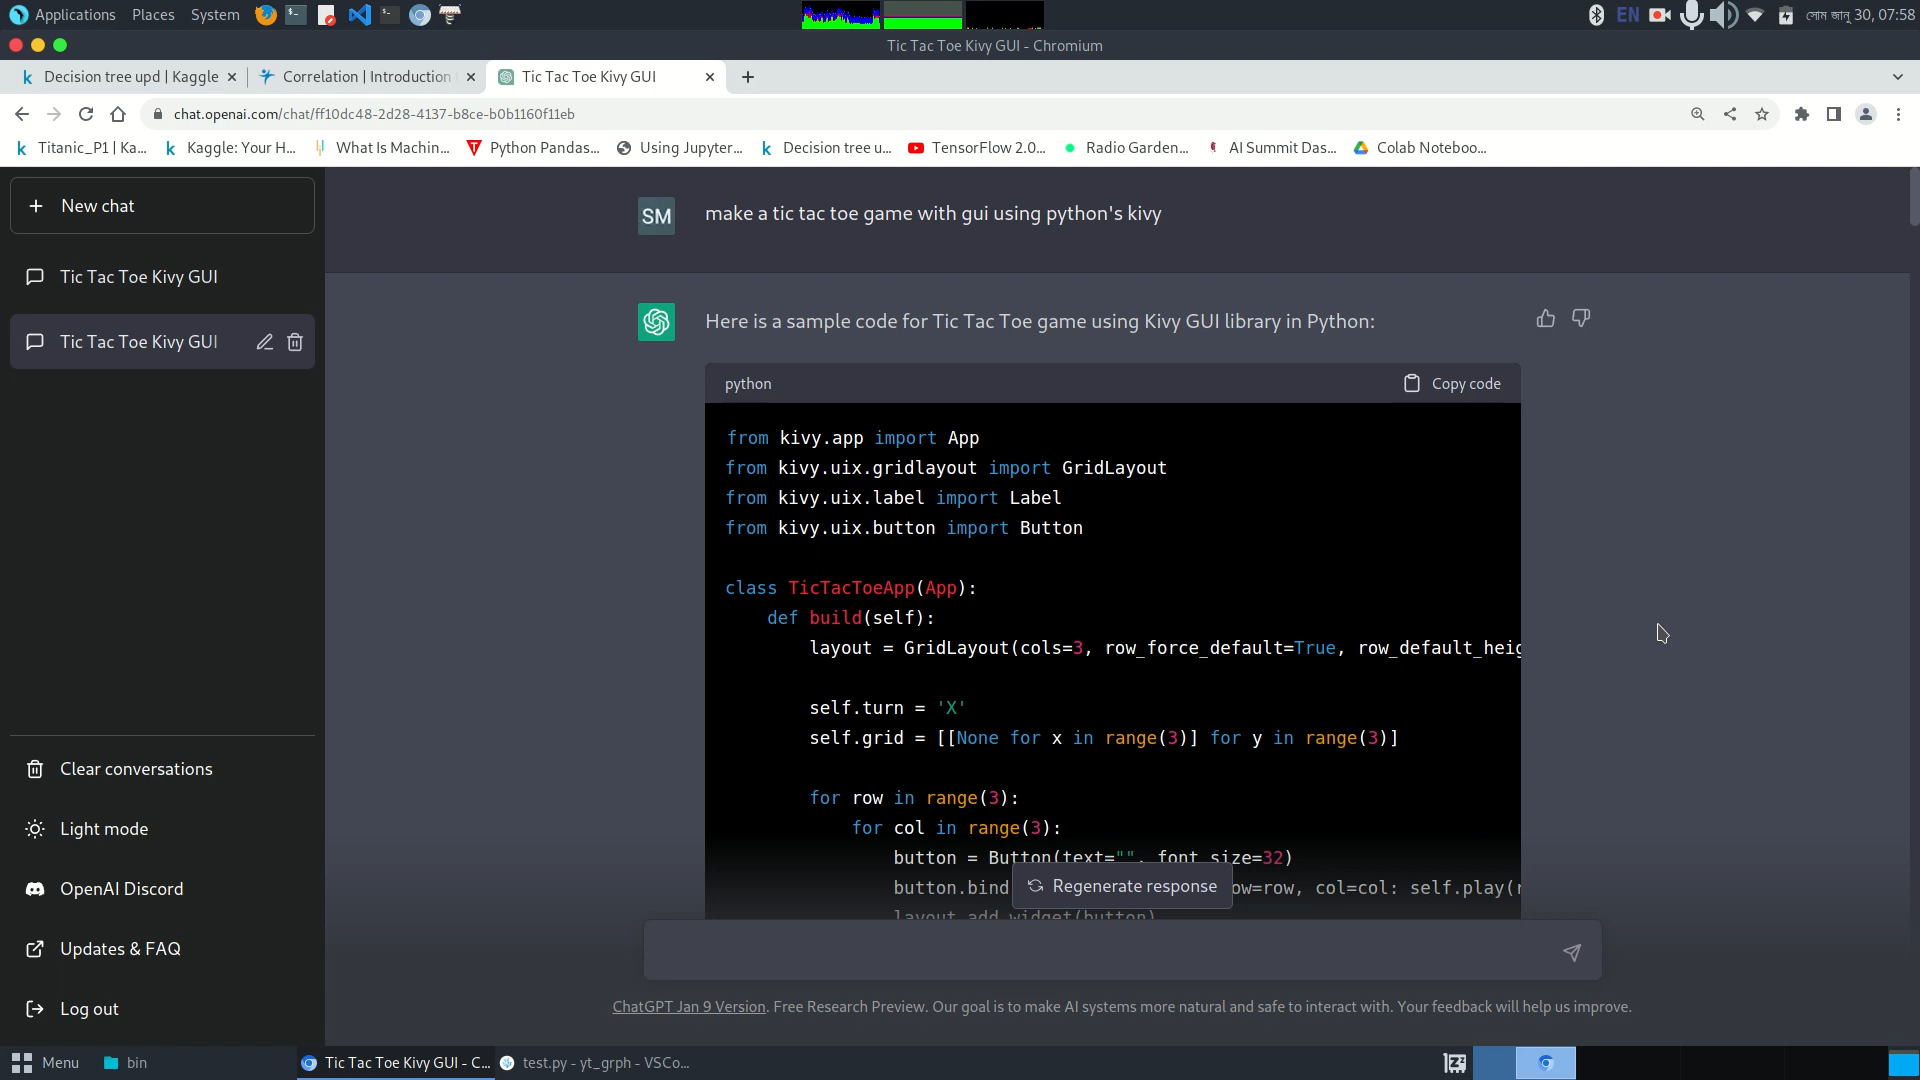 Applications Places System
EN
সোম জানু 30, 07:58
Tic Tac Toe Kivy GUI - Chromium
Decision tree upd | Kaggle
Correlation | Introduction
Tic Tac Toe Kivy GUI
chat.openai.com/chat/ff10dc48-2d28-4137-b8ce-b0b1160f11eb
Titanic_P1 | Ka...
Kaggle: Your H...
What Is Machin...
Python Pandas...
Using Jupyter...
Decision tree u...
TensorFlow 2.0...
Radio Garden...
AI Summit Das...
Colab Noteboo...
New chat
Tic Tac Toe Kivy GUI
Tic Tac Toe Kivy GUI
Clear conversations
Light mode
OpenAI Discord
Updates & FAQ
Log out
SM
make a tic tac toe game with gui using python's kivy
Here is a sample code for Tic Tac Toe game using Kivy GUI library in Python:
python
Copy code
from kivy.app import App
from kivy.uix.gridlayout import GridLayout
from kivy.uix.label import Label
from kivy.uix.button import Button
class TicTacToeApp(App):
def build(self):
layout = GridLayout(cols=3, row_force_default=True, row_default_heig
self.turn = 'X'
self.grid = [[None for x in range(3)] for y in range(3)]
for row in range(3):
for col in range(3):
button = Button(text="", font_size=32)
button.bind
ow=row, col=col: self.play(r
layout.add_widget(button)
Regenerate response
ChatGPT Jan 9 Version. Free Research Preview. Our goal is to make AI systems more natural and safe to interact with. Your feedback will help us improve.
Menu
bin
Tic Tac Toe Kivy GUI - C...
test.py - yt_grph - VSCo...